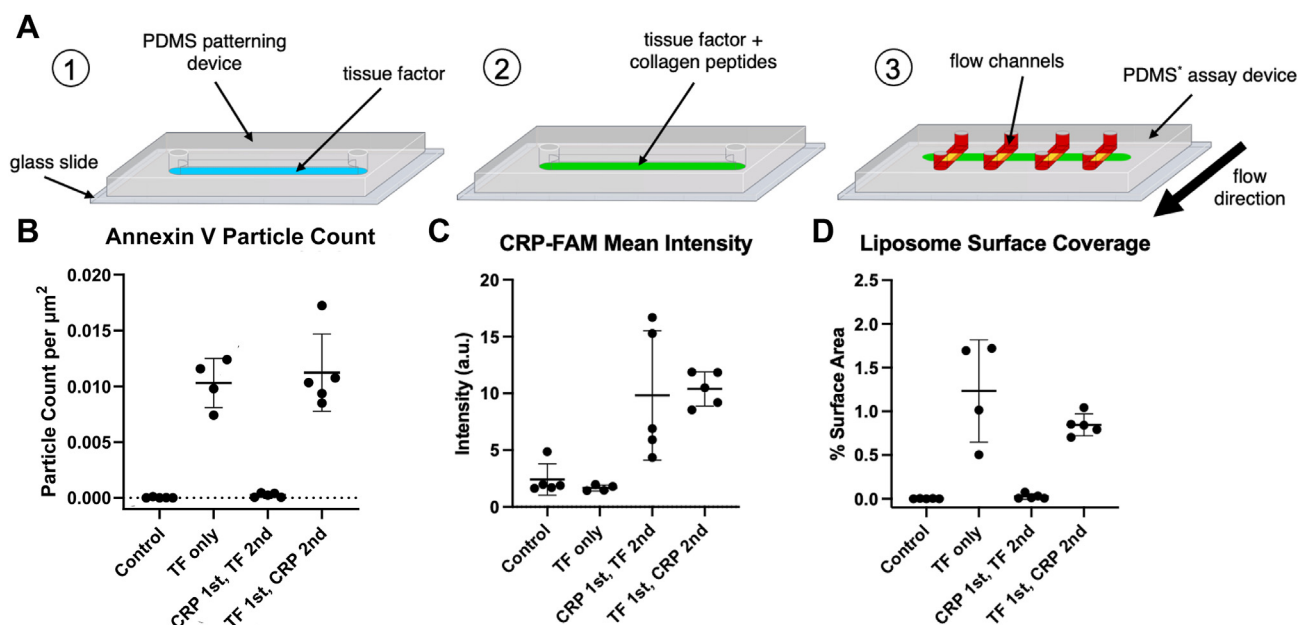 A
1
PDMS patterning
device
tissue factor
glass slide
2
tissue factor +
collagen peptides
3
flow channels
PDMS* assay device
flow
direction
B
Annexin V Particle Count
Particle Count per µm²
0.020
0.015
0.010
0.005
0.000
Control
TF only
CRP 1st, TF 2nd
TF 1st, CRP 2nd
C
CRP-FAM Mean Intensity
Intensity (a.u.)
20
15
10
5
0
Control
TF only
CRP 1st, TF 2nd
TF 1st, CRP 2nd
D
Liposome Surface Coverage
% Surface Area
2.5
2.0
1.5
1.0
0.5
0.0
Control
TF only
CRP 1st, TF 2nd
TF 1st, CRP 2nd